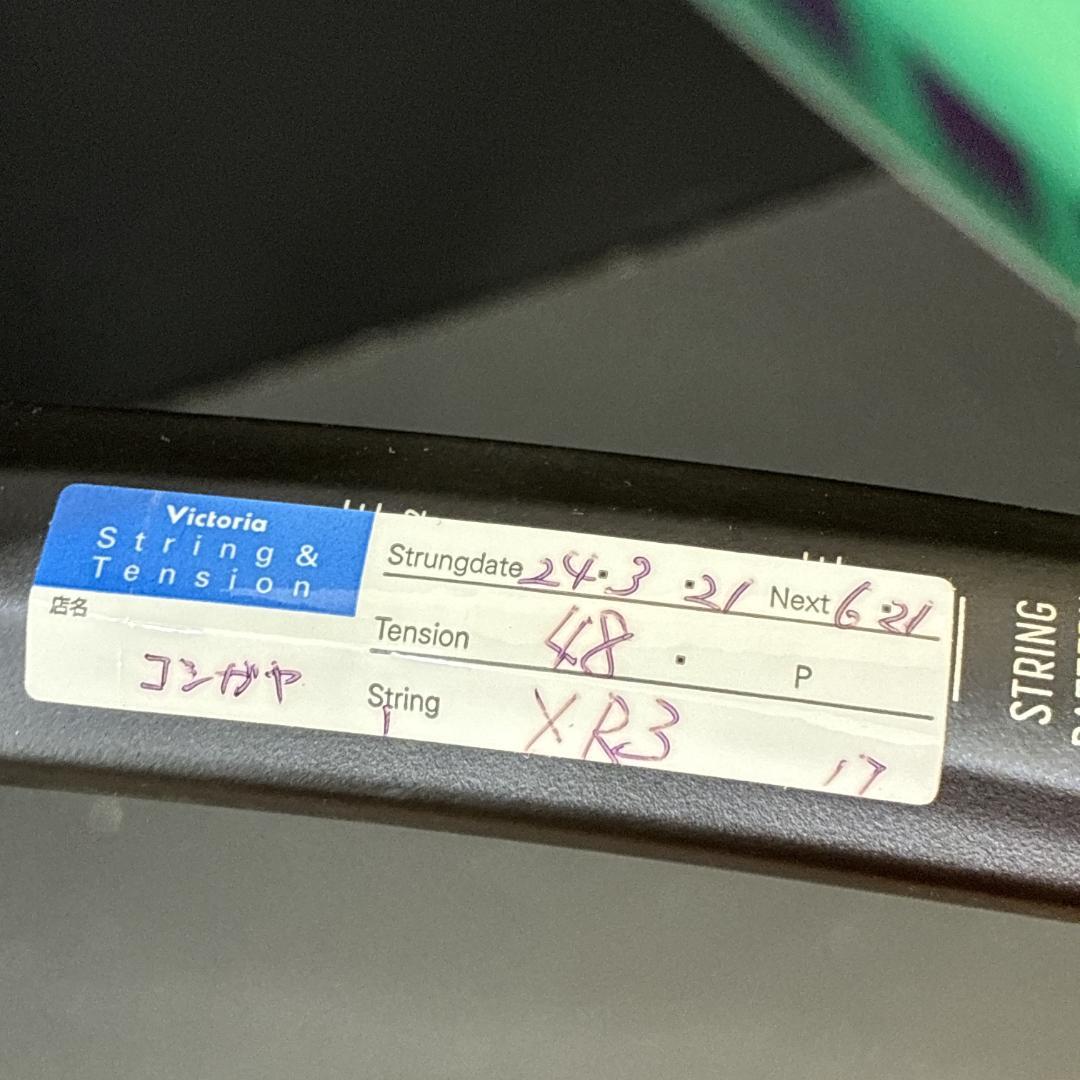 Victoria
String &
Tension
店名
コシガヤ
Strungdate 24・3・21 Next 6・21
Tension 48・ P
String XR3
17
STRING